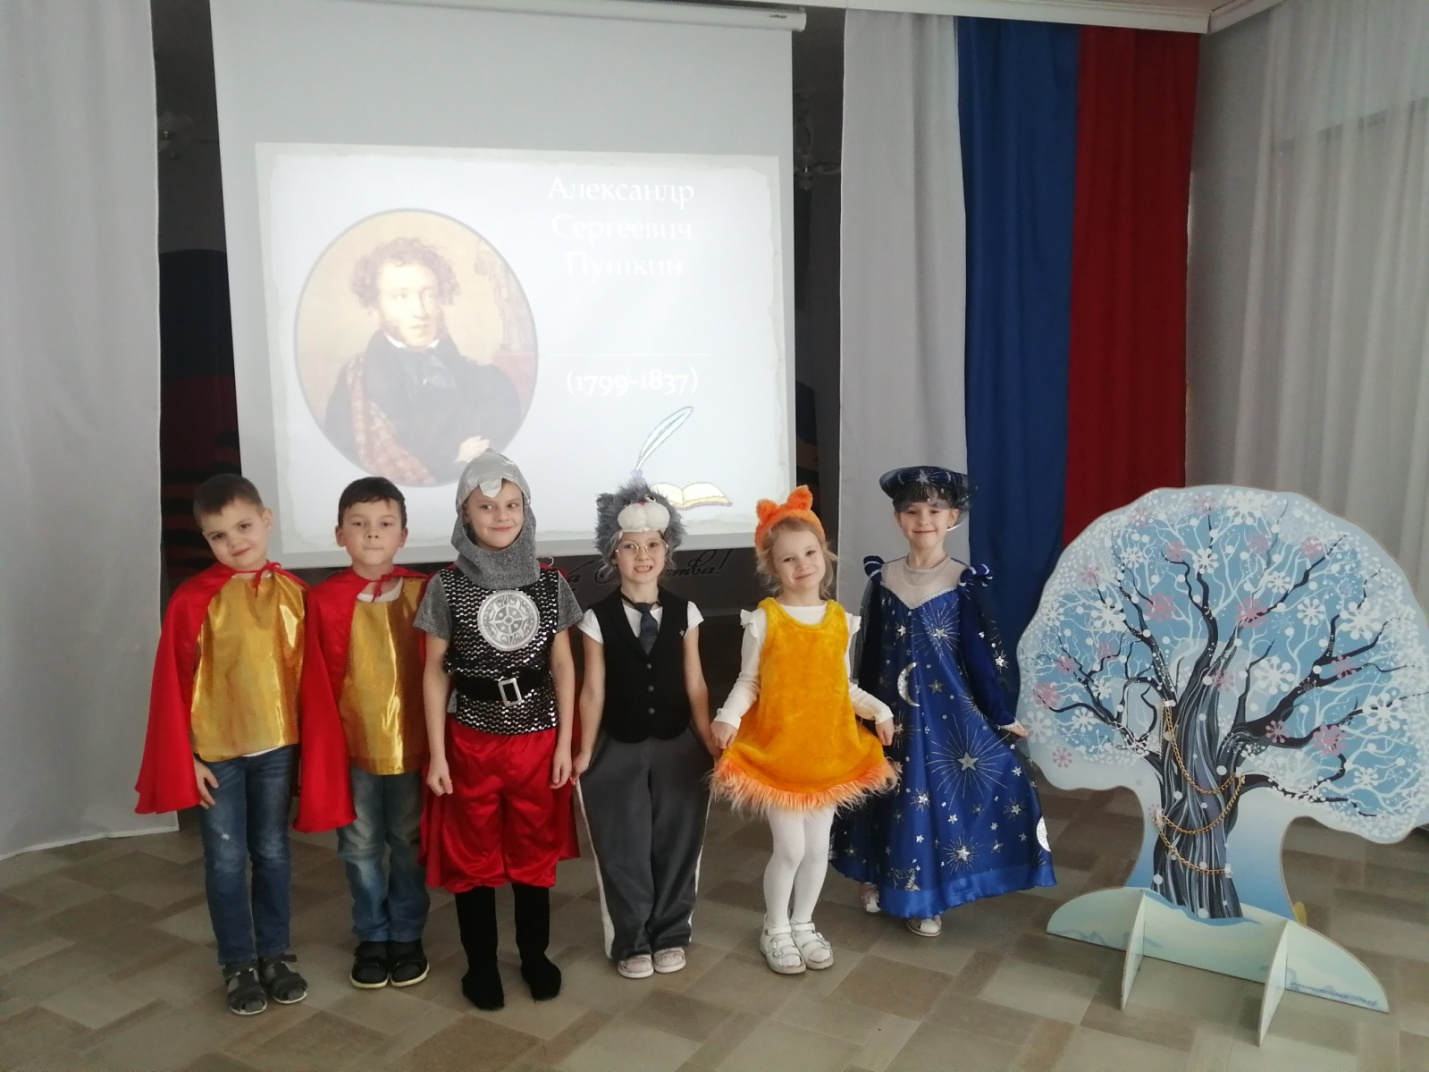 Александр
Сергеевич
Пушкин
(1799-1837)